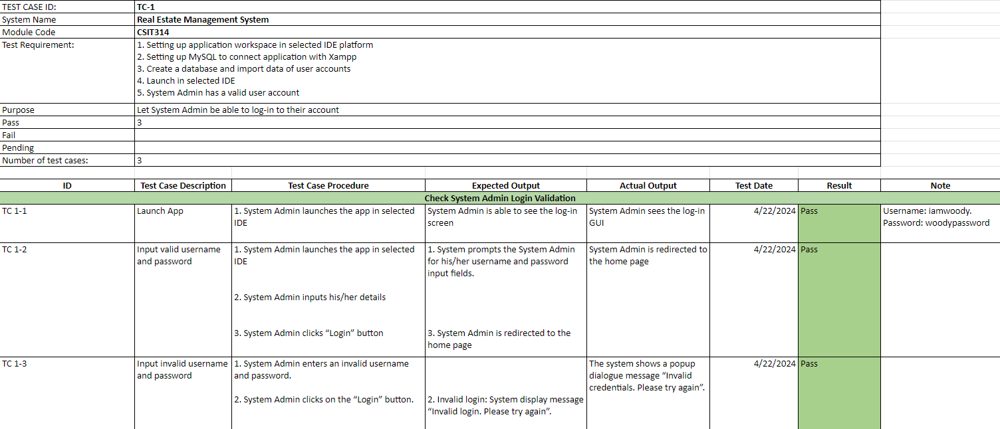 TEST CASE ID: TC-1
System Name Real Estate Management System
Module Code CSIT314
Test Requirement: 1. Setting up application workspace in selected IDE platform
2. Setting up MySQL to connect application with Xampp
3. Create a database and import data of user accounts
4. Launch in selected IDE
5. System Admin has a valid user account
Purpose Let System Admin be able to log-in to their account
Pass 3
Fail
Pending
Number of test cases: 3
ID Test Case Description Test Case Procedure Expected Output Actual Output Test Date Result Note
Check System Admin Login Validation
TC 1-1
Launch App
1. System Admin launches the app in selected
IDE
System Admin is able to see the log-in
screen
System Admin sees the log-in
GUI
4/22/2024
Pass
Username: iamwoody.
Password: woodypassword
TC 1-2
Input valid username
and password
1. System Admin launches the app in selected
IDE
2. System Admin inputs his/her details
3. System Admin clicks “Login” button
1. System prompts the System Admin
for his/her username and password
input fields.
3. System Admin is redirected to the
home page
System Admin is redirected to
the home page
4/22/2024
Pass
TC 1-3
Input invalid username
and password
1. System Admin enters an invalid username
and password.
2. System Admin clicks on the “Login” button.
2. Invalid login: System display message
“Invalid login. Please try again”.
The system shows a popup
dialogue message “Invalid
credentials. Please try again”.
4/22/2024
Pass